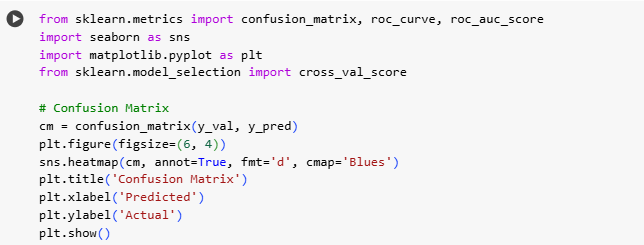 from sklearn.metrics import confusion_matrix, roc_curve, roc_auc_score
import seaborn as sns
import matplotlib.pyplot as plt
from sklearn.model_selection import cross_val_score

# Confusion Matrix
cm = confusion_matrix(y_val, y_pred)
plt.figure(figsize=(6, 4))
sns.heatmap(cm, annot=True, fmt='d', cmap='Blues')
plt.title('Confusion Matrix')
plt.xlabel('Predicted')
plt.ylabel('Actual')
plt.show()